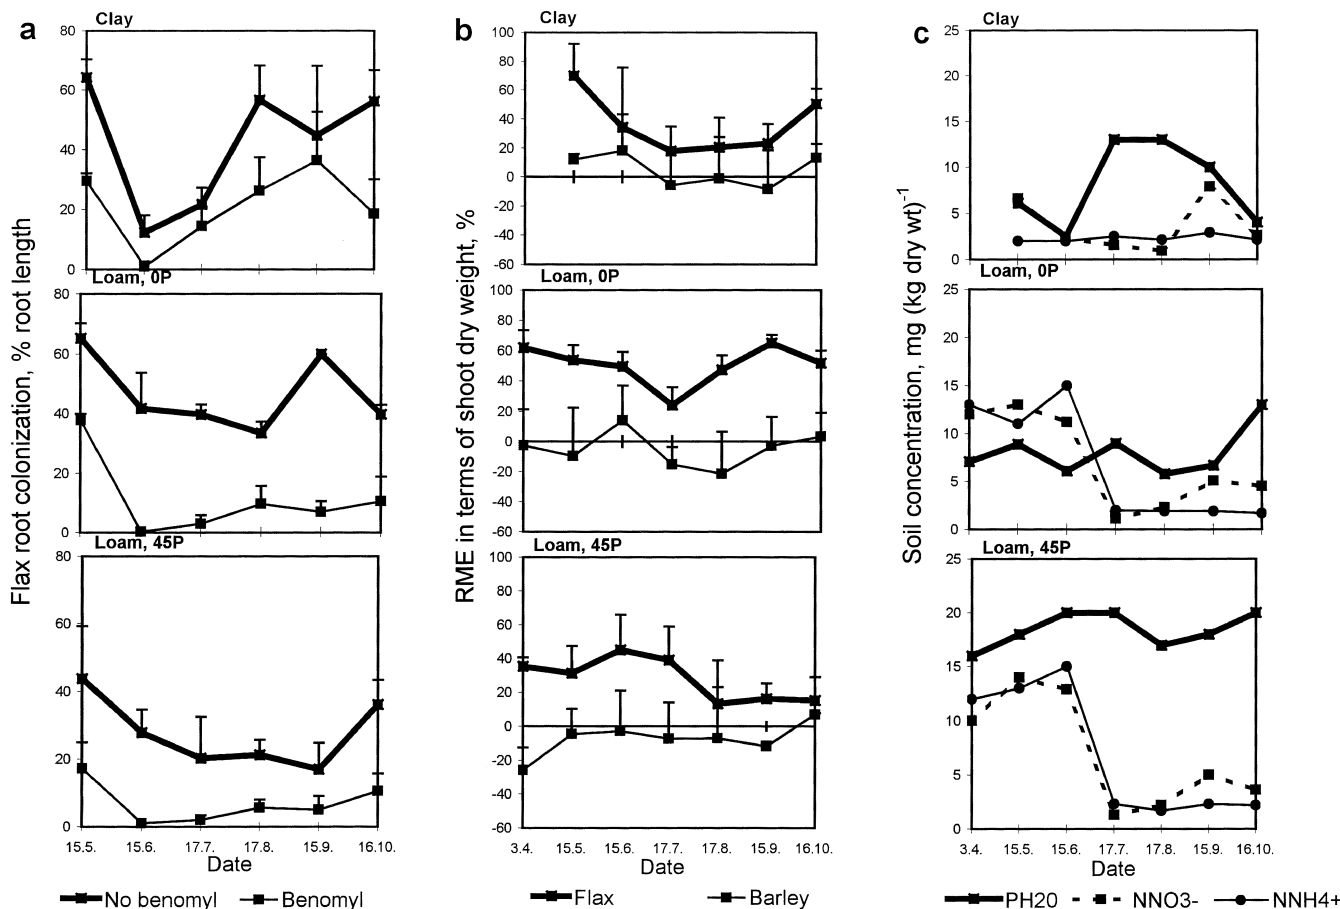 a
Clay
80
60
40
20
0
Loam, 0P
80
60
40
20
0
Loam, 45P
80
60
40
20
0
15.5. 15.6. 17.7. 17.8. 15.9. 16.10.
Date
Flax root colonization, % root length
No benomyl Benomyl
b
Clay
100
80
60
40
20
0
-20
-40
-60
Loam, 0P
100
80
60
40
20
0
-20
-40
-60
Loam, 45P
100
80
60
40
20
0
-20
-40
-60
3.4. 15.5. 15.6. 17.7. 17.8. 15.9. 16.10.
Date
RME in terms of shoot dry weight, %
Flax Barley
c
Clay
25
20
15
10
5
0
Loam, 0P
25
20
15
10
5
0
Loam, 45P
25
20
15
10
5
0
3.4. 15.5. 15.6. 17.7. 17.8. 15.9. 16.10.
Date
Soil concentration, mg (kg dry wt)⁻¹
PH20 NNO3- NNH4+